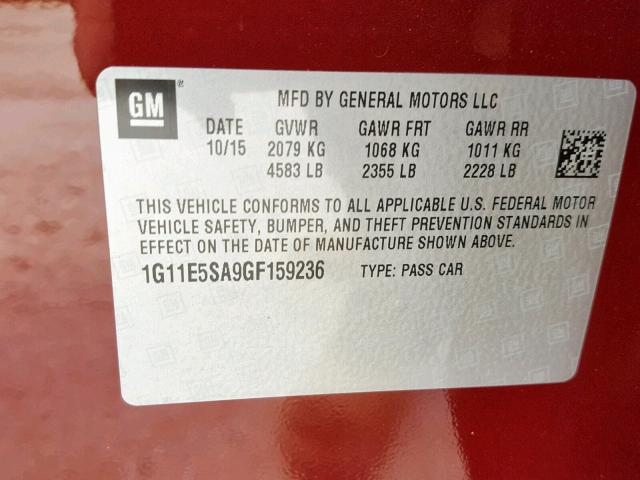 GM®
MFD BY GENERAL MOTORS LLC
DATE GVWR GAWR FRT GAWR RR
10/15 2079 KG 1068 KG 1011 KG
4583 LB 2355 LB 2228 LB
THIS VEHICLE CONFORMS TO ALL APPLICABLE U.S. FEDERAL MOTOR
VEHICLE SAFETY, BUMPER, AND THEFT PREVENTION STANDARDS IN
EFFECT ON THE DATE OF MANUFACTURE SHOWN ABOVE.
1G11E5SA9GF159236 TYPE: PASS CAR